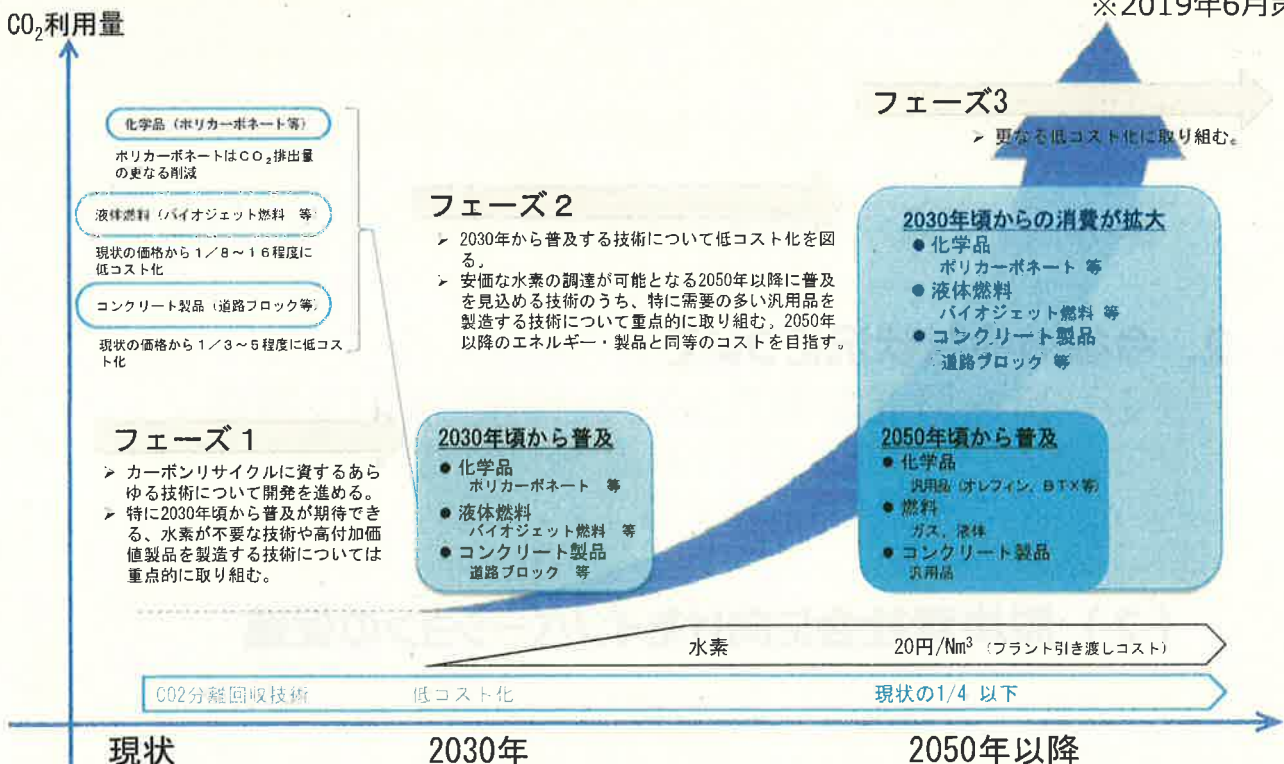 ※2019年6月
CO₂利用量
化学品（ポリカーボネート等）
ポリカーボネートはCO₂排出量
の更なる削減
液体燃料（バイオジェット燃料 等）
現状の価格から1／8～16程度に
低コスト化
コンクリート製品（道路ブロック等）
現状の価格から1／3～5程度に低コス
ト化
フェーズ1
➢ カーボンリサイクルに資するあら
ゆる技術について開発を進める。
➢ 特に2030年頃から普及が期待でき
る、水素が不要な技術や高付加価
値製品を製造する技術については
重点的に取り組む。
フェーズ2
➢ 2030年から普及する技術について低コスト化を図
る。
➢ 安価な水素の調達が可能となる2050年以降に普及
を見込める技術のうち、特に需要の多い汎用品を
製造する技術について重点的に取り組む。2050年
以降のエネルギー・製品と同等のコストを目指す。
2030年頃から普及
● 化学品
ポリカーボネート 等
● 液体燃料
バイオジェット燃料 等
● コンクリート製品
道路ブロック 等
フェーズ3
➢ 更なる低コスト化に取り組む。
2030年頃からの消費が拡大
● 化学品
ポリカーボネート 等
● 液体燃料
バイオジェット燃料 等
● コンクリート製品
道路ブロック 等
2050年頃から普及
● 化学品
汎用品（オレフィン、BTX等）
● 燃料
ガス、液体
● コンクリート製品
汎用品
水素 20円/Nm³（プラント引き渡しコスト）
CO2分離回収技術 低コスト化 現状の1/4 以下
現状 2030年 2050年以降